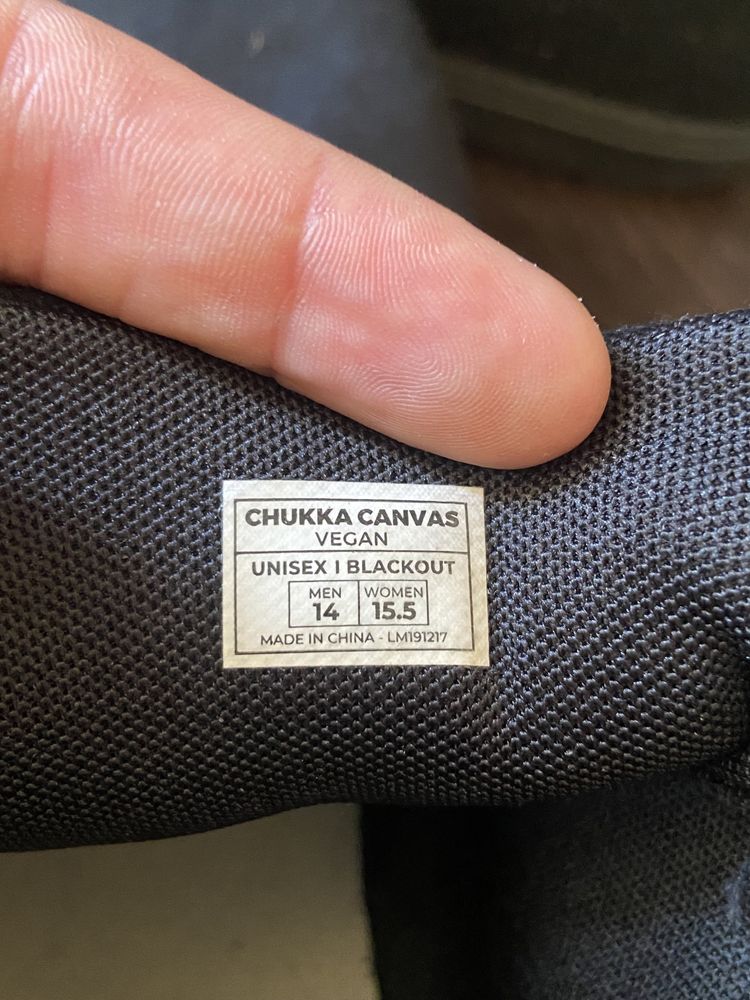 CHUKKA CANVAS
VEGAN
UNISEX | BLACKOUT
MEN WOMEN
14 15.5
MADE IN CHINA - LM191217